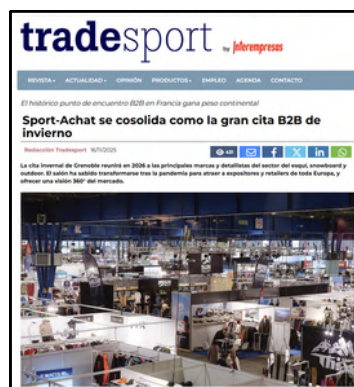 tradesport by Interempresas
REVISTA ACTUALIDAD OPINIÓN PRODUCTOS EMPLEO AGENDA CONTACTO
El histórico punto de encuentro B2B en Francia gana peso continental
Sport-Achat se cosolida como la gran cita B2B de
invierno
Redacción Tradesport 16/11/2025
La cita invernal de Grenoble reunirá en 2026 a las principales marcas y detallistas del sector del esquí, snowboard y
outdoor. El salón ha sabido transformarse tras la pandemia para atraer a expositores y retailers de toda Europa, y
ofrecer una visión 360º del mercado.